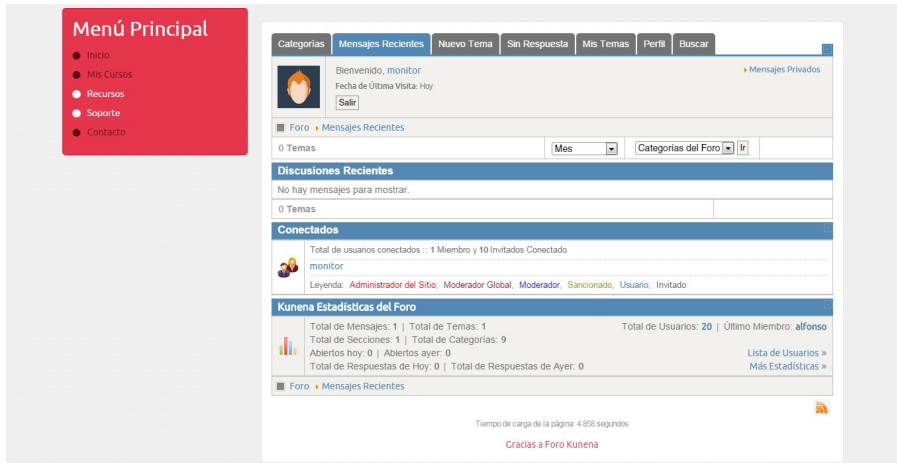 Menú Principal
Inicio
Mis Cursos
Recursos
Soporte
Contacto
Categorías Mensajes Recientes Nuevo Tema Sin Respuesta Mis Temas Perfil Buscar
Bienvenido, monitor
Mensajes Privados
Fecha de Última Visita: Hoy
Salir
Foro Mensajes Recientes
0 Temas Mes Categorías del Foro Ir
Discusiones Recientes
No hay mensajes para mostrar.
0 Temas
Conectados
Total de usuarios conectados :: 1 Miembro y 10 Invitados Conectado
monitor
Leyenda: Administrador del Sitio, Moderador Global, Moderador, Sancionado, Usuario, Invitado
Kunena Estadísticas del Foro
Total de Mensajes: 1 | Total de Temas: 1 Total de Usuarios: 20 | Último Miembro: alfonso
Total de Secciones: 1 | Total de Categorías: 9
Abiertos hoy: 0 | Abiertos ayer: 0 Lista de Usuarios »
Total de Respuestas de Hoy: 0 | Total de Respuestas de Ayer: 0 Más Estadísticas »
Foro Mensajes Recientes
Tiempo de carga de la página: 4.858 segundos
Gracias a Foro Kunena